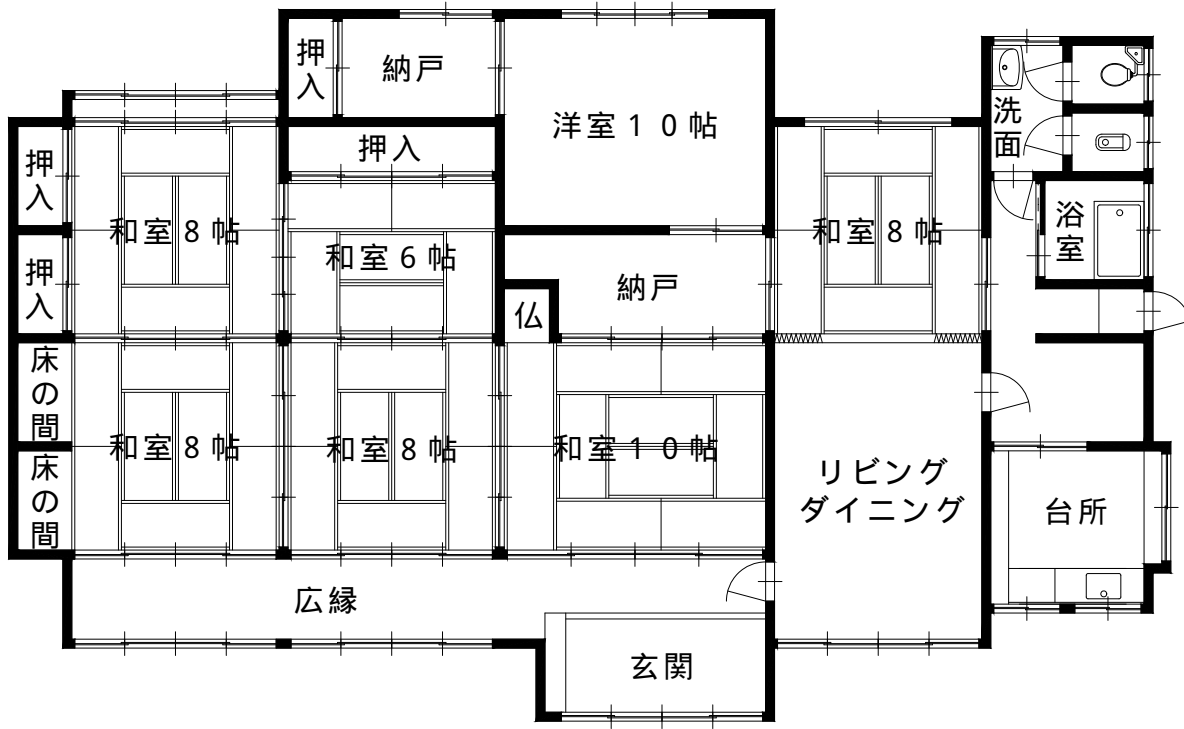 押入
納戸
洋室１０帖
洗面
押入
押入
和室８帖
和室６帖
和室８帖
浴室
押入
納戸
仏
床の間
和室８帖
和室８帖
和室１０帖
リビング
ダイニング
床の間
台所
広縁
玄関